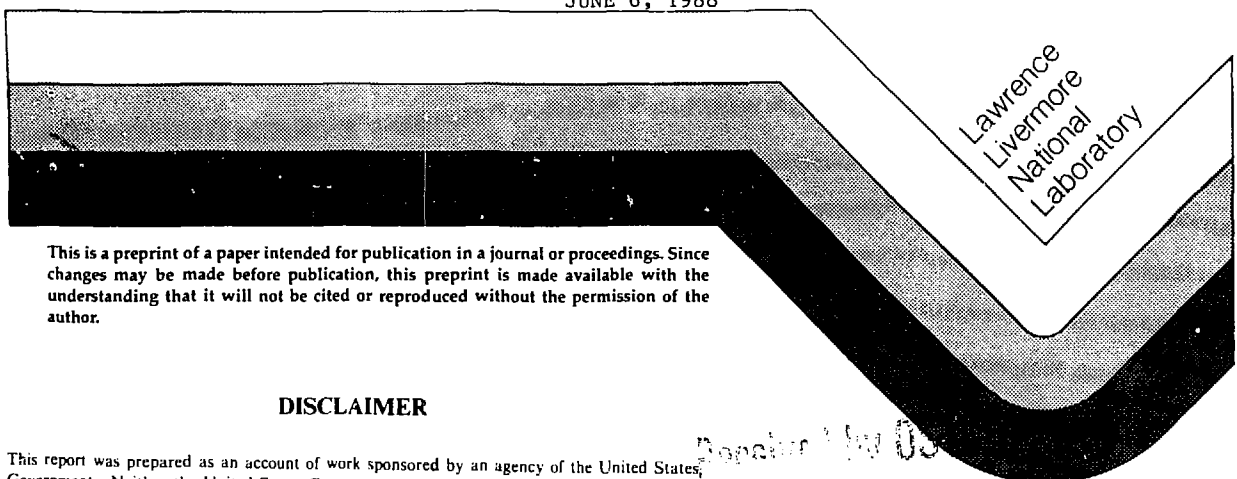 JUNE 6, 1988
Lawrence
Livermore
National
Laboratory
This is a preprint of a paper intended for publication in a journal or proceedings. Since
changes may be made before publication, this preprint is made available with the
understanding that it will not be cited or reproduced without the permission of the
author.
DISCLAIMER
This report was prepared as an account of work sponsored by an agency of the United States